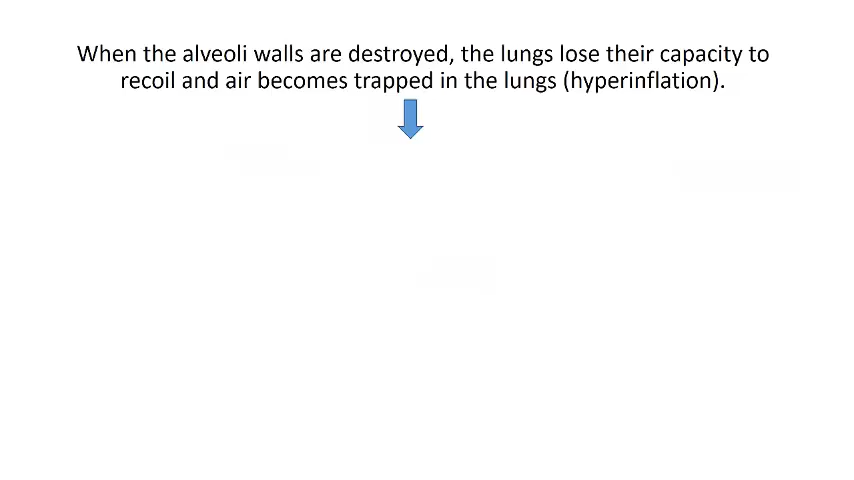 When the alveoli walls are destroyed, the lungs lose their capacity to
recoil and air becomes trapped in the lungs (hyperinflation).